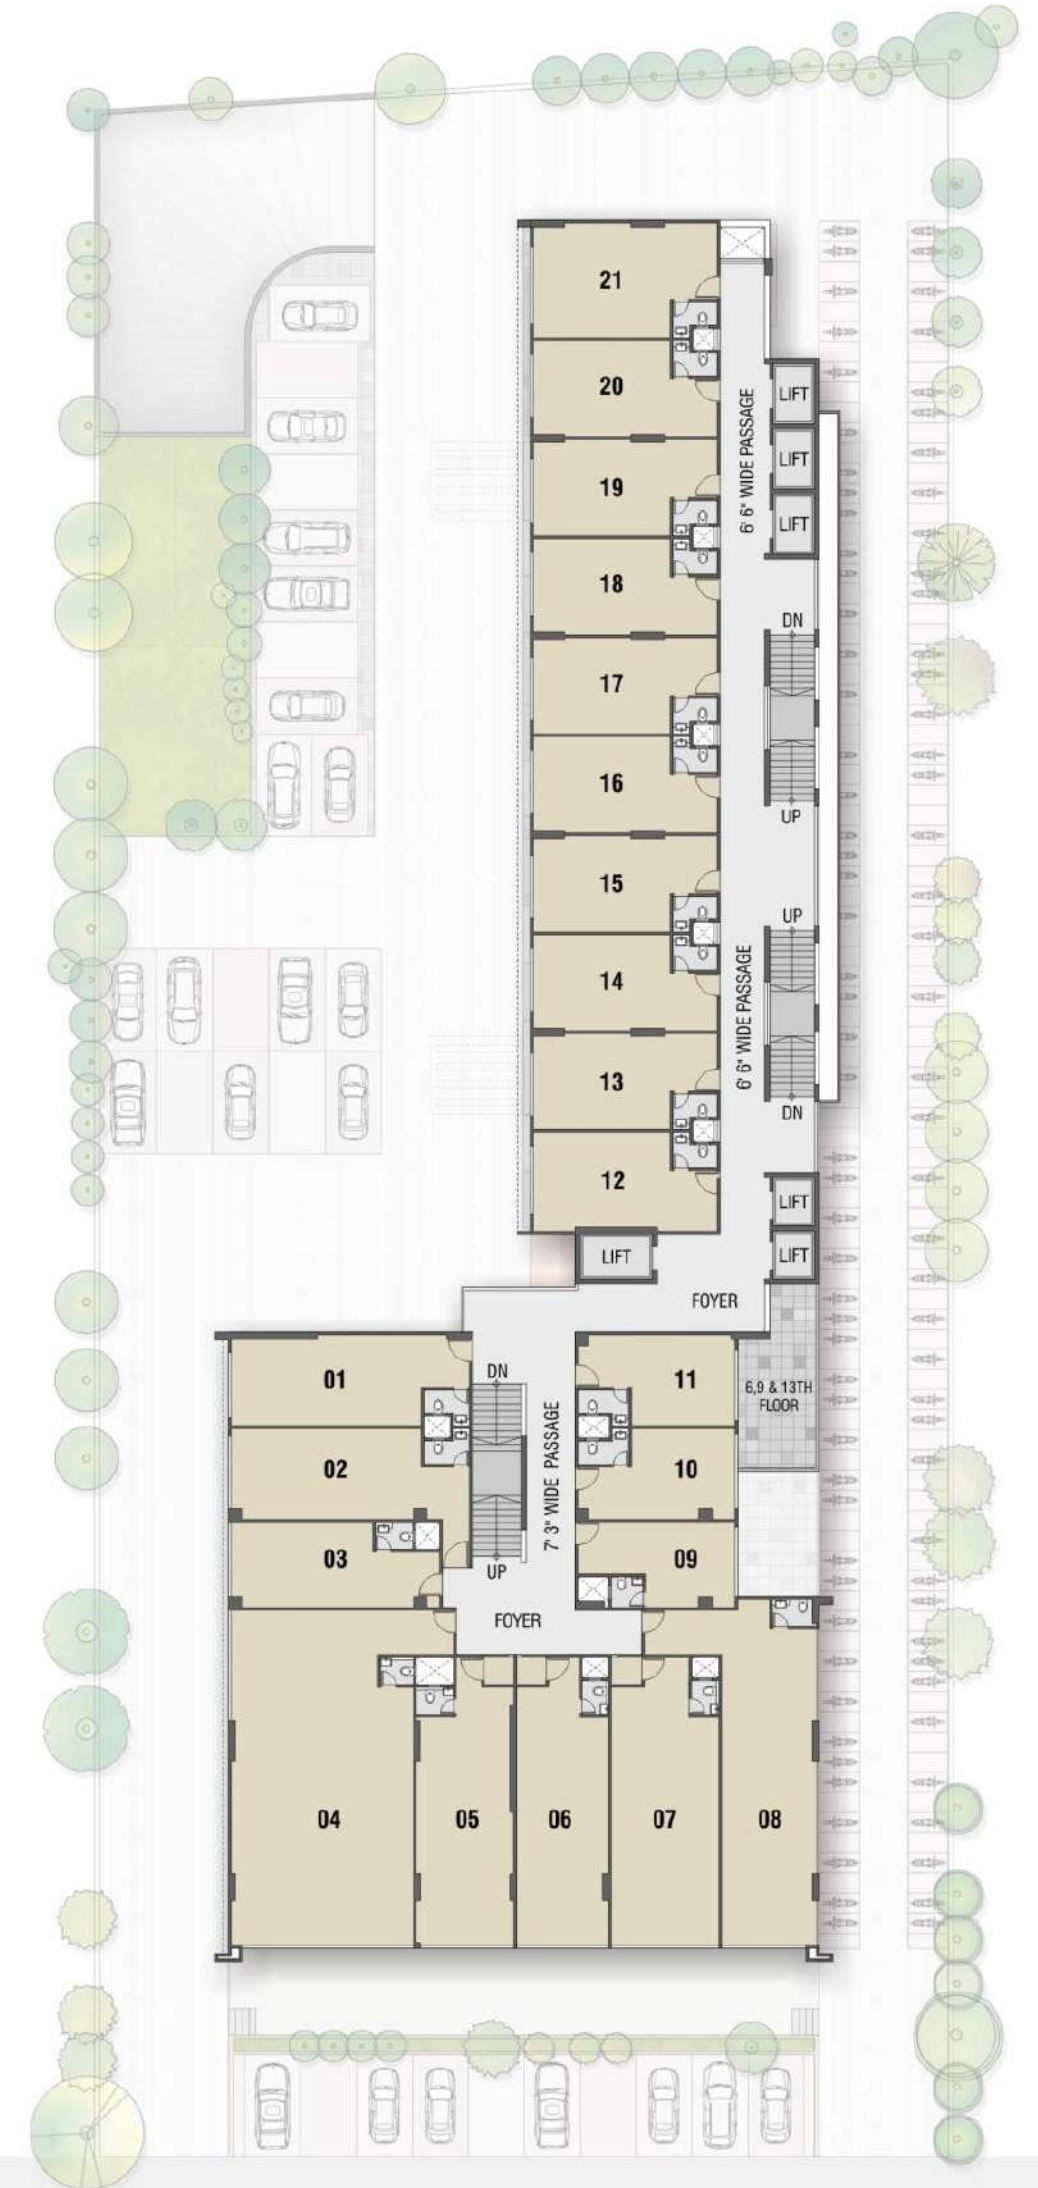 21
20
19
18
17
16
15
14
13
12
6' 6" WIDE PASSAGE
LIFT
LIFT
LIFT
DN
UP
UP
6' 6" WIDE PASSAGE
DN
LIFT
LIFT
LIFT
FOYER
01
02
03
DN
UP
7' 3" WIDE PASSAGE
11
10
09
6,9 & 13TH
FLOOR
FOYER
04
05
06
07
08